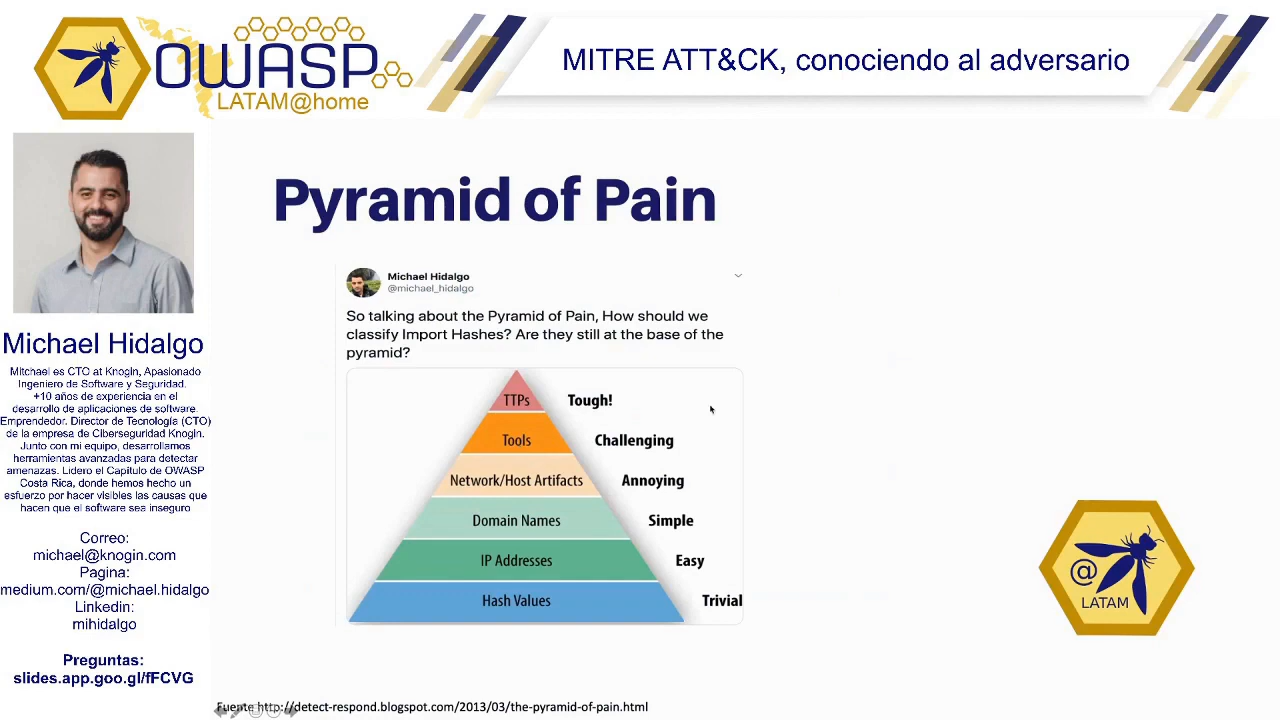 OWASP
LATAM@home
MITRE ATT&CK, conociendo al adversario
Michael Hidalgo
Mitchael es CTO at Knogin, Apasionado
Ingeniero de Software y Seguridad.
+10 años de experiencia en el
desarrollo de aplicaciones de software.
Emprendedor. Director de Tecnología (CTO)
de la empresa de Ciberseguridad Knogin.
Junto con mi equipo, desarrollamos
herramientas avanzadas para detectar
amenazas. Lidero el Capítulo de OWASP
Costa Rica, donde hemos hecho un
esfuerzo por hacer visibles las causas que
hacen que el software sea inseguro
Correo:
michael@knogin.com
Pagina:
medium.com/@michael.hidalgo
Linkedin:
mihidalgo
Preguntas:
slides.app.goo.gl/fFCVG
Pyramid of Pain
Michael Hidalgo
@michael_hidalgo
So talking about the Pyramid of Pain, How should we
classify Import Hashes? Are they still at the base of the
pyramid?
TTPs Tough!
Tools Challenging
Network/Host Artifacts Annoying
Domain Names Simple
IP Addresses Easy
Hash Values Trivial
@
LATAM
Fuente http://detect-respond.blogspot.com/2013/03/the-pyramid-of-pain.html